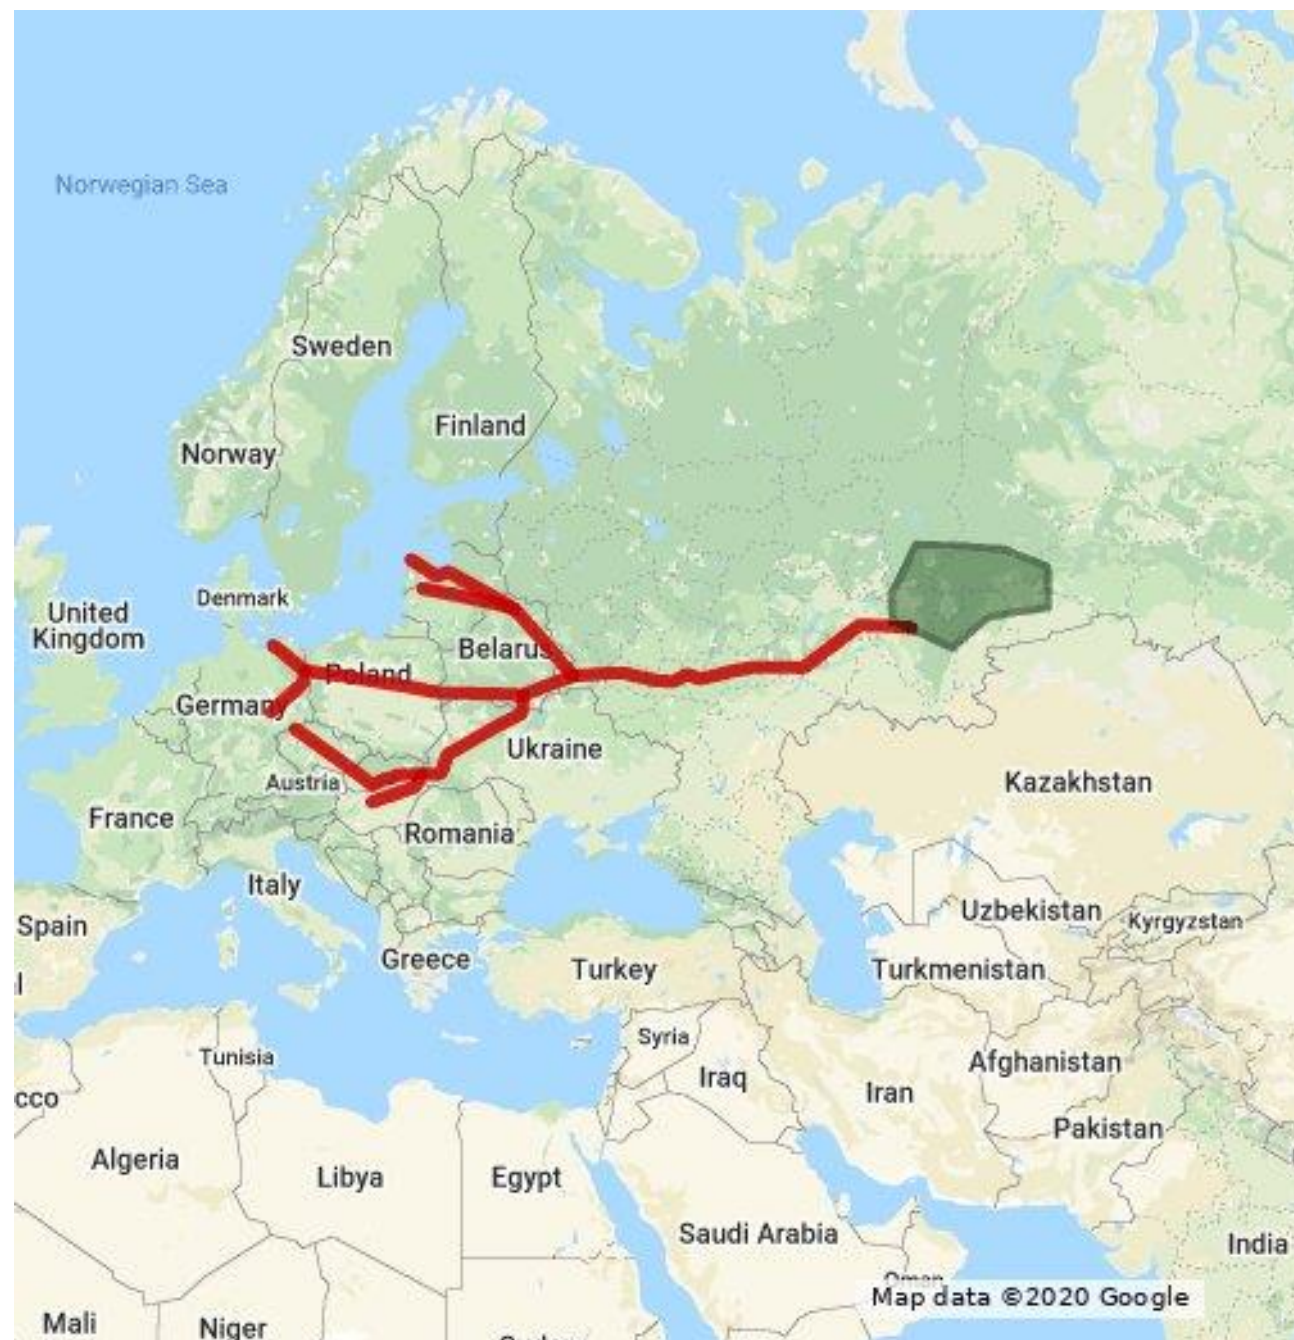 Norwegian Sea
Sweden
Finland
Norway
Denmark
United
Kingdom
Belarus
Poland
Germany
Ukraine
Austria
Kazakhstan
France
Romania
Italy
Uzbekistan
Kyrgyzstan
Spain
Greece
Turkey
Turkmenistan
l
Syria
Tunisia
Afghanistan
Iraq
Iran
cco
Pakistan
Algeria
Libya
Egypt
Saudi Arabia
India
Oman
Map data ©2020 Google
Mali
Niger